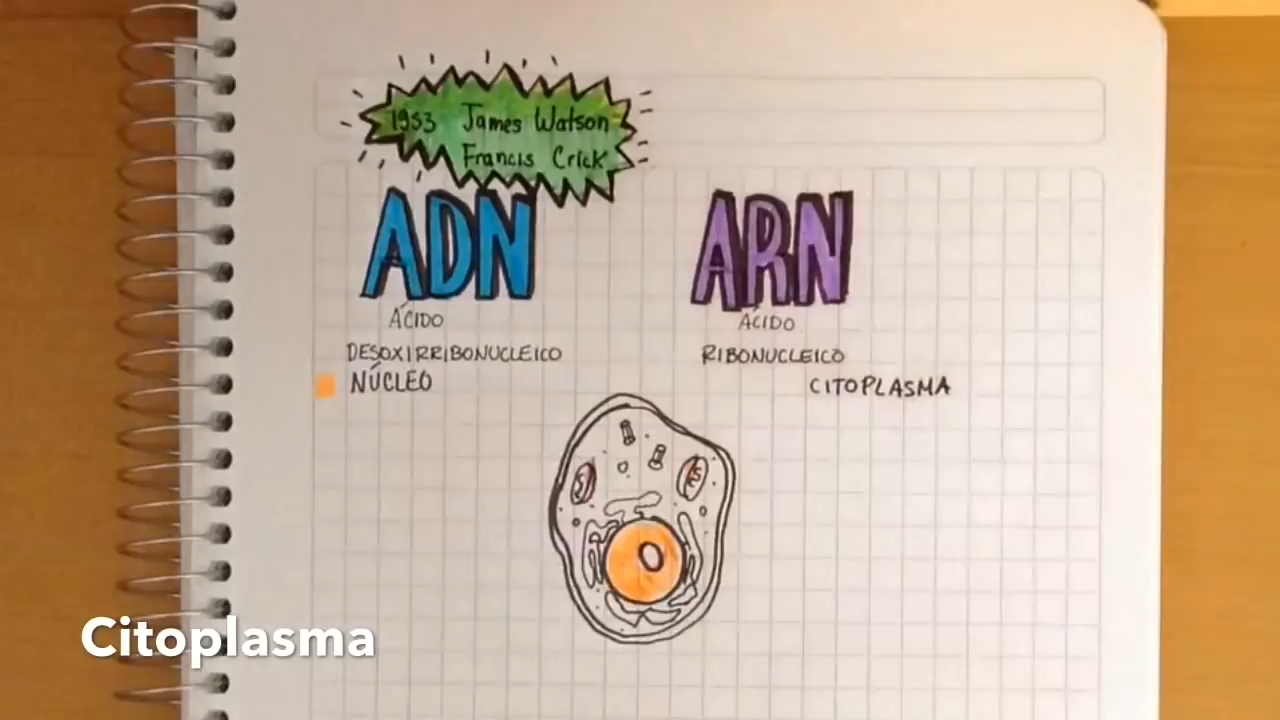 1953 James Watson
Francis Crick
ADN
ARN
ÁCIDO
DESOXIRRIBONUCLEICO
ÁCIDO
RIBONUCLEICO
NÚCLEO
CITOPLASMA
Citoplasma